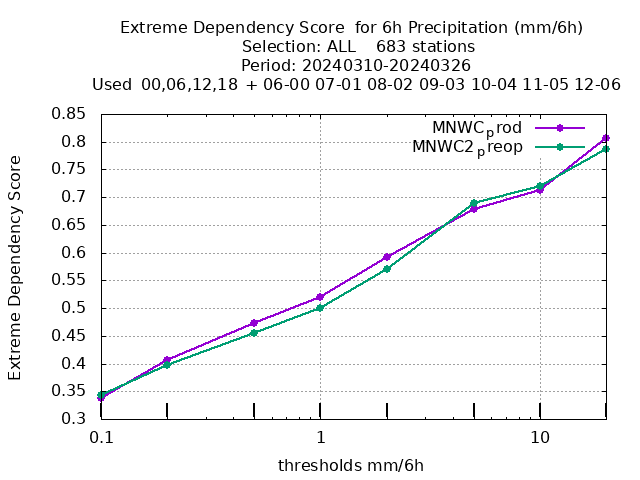 Extreme Dependency Score  for 6h Precipitation (mm/6h)
Selection: ALL    683 stations
Period: 20240310-20240326
Used  00,06,12,18  + 06-00 07-01 08-02 09-03 10-04 11-05 12-06
Extreme Dependency Score
0.85
0.8
0.75
0.7
0.65
0.6
0.55
0.5
0.45
0.4
0.35
0.3
MNWCprod
MNWC2preop
0.1 1 10
thresholds mm/6h